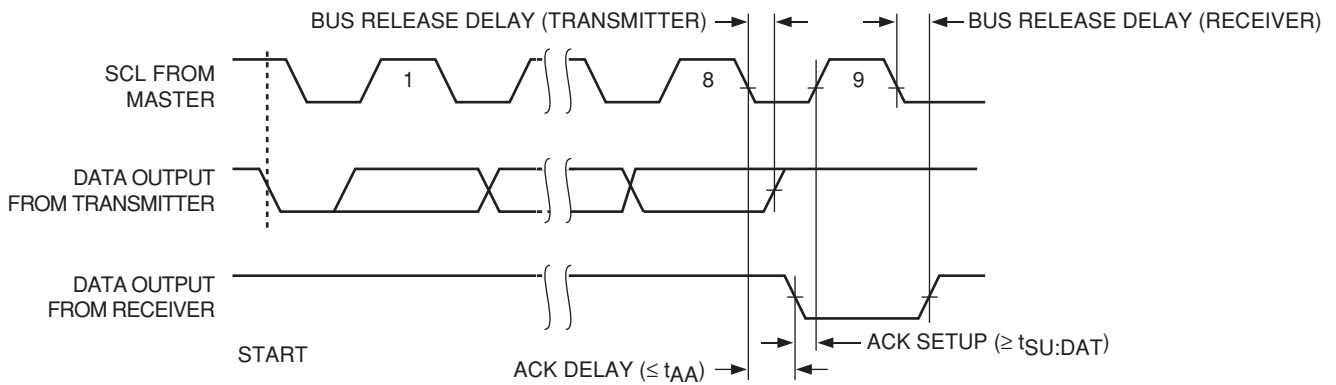 BUS RELEASE DELAY (TRANSMITTER)
BUS RELEASE DELAY (RECEIVER)
SCL FROM
MASTER
1
8
9
DATA OUTPUT
FROM TRANSMITTER
DATA OUTPUT
FROM RECEIVER
START
ACK SETUP (≥ tSU:DAT)
ACK DELAY (≤ tAA)